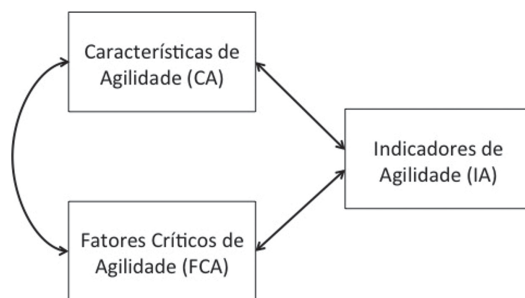 Características de
Agilidade (CA)
Indicadores de
Agilidade (IA)
Fatores Críticos de
Agilidade (FCA)